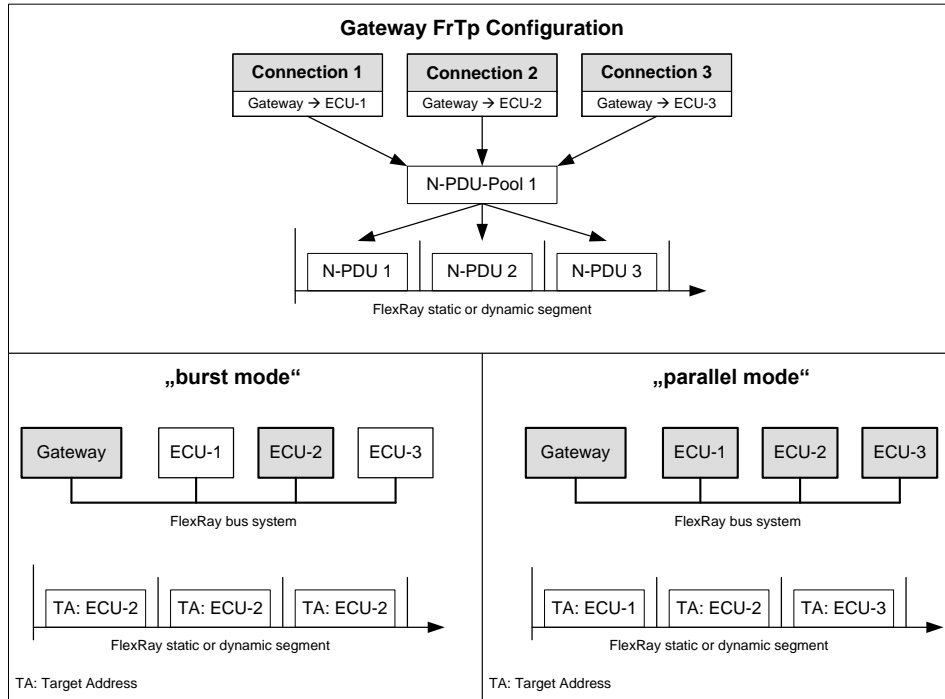 Gateway FrTp Configuration
Connection 1
Gateway → ECU-1
Connection 2
Gateway → ECU-2
Connection 3
Gateway → ECU-3
N-PDU-Pool 1
N-PDU 1
N-PDU 2
N-PDU 3
FlexRay static or dynamic segment
„burst mode“
Gateway
ECU-1
ECU-2
ECU-3
FlexRay bus system
TA: ECU-2
TA: ECU-2
TA: ECU-2
FlexRay static or dynamic segment
TA: Target Address
„parallel mode“
Gateway
ECU-1
ECU-2
ECU-3
FlexRay bus system
TA: ECU-1
TA: ECU-2
TA: ECU-3
FlexRay static or dynamic segment
TA: Target Address